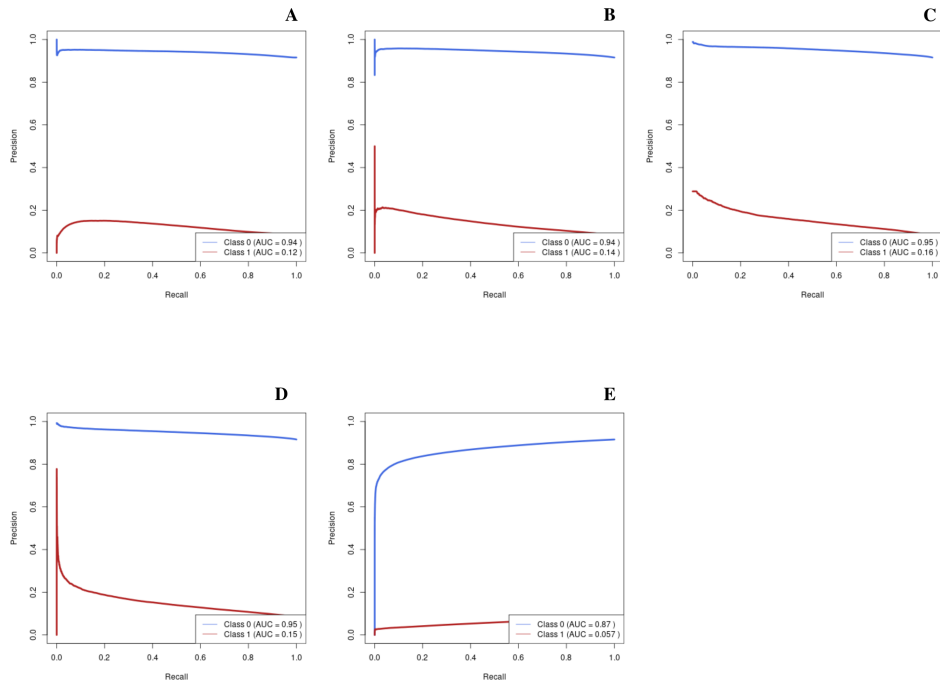 A
Precision
1.0
0.8
0.6
0.4
0.2
0.0
0.0 0.2 0.4 0.6 0.8 1.0
Recall
Class 0 (AUC = 0.94 )
Class 1 (AUC = 0.12 )
B
Precision
1.0
0.8
0.6
0.4
0.2
0.0
0.0 0.2 0.4 0.6 0.8 1.0
Recall
Class 0 (AUC = 0.94 )
Class 1 (AUC = 0.14 )
C
Precision
1.0
0.8
0.6
0.4
0.2
0.0
0.0 0.2 0.4 0.6 0.8 1.0
Recall
Class 0 (AUC = 0.95 )
Class 1 (AUC = 0.16 )
D
Precision
1.0
0.8
0.6
0.4
0.2
0.0
0.0 0.2 0.4 0.6 0.8 1.0
Recall
Class 0 (AUC = 0.95 )
Class 1 (AUC = 0.15 )
E
Precision
1.0
0.8
0.6
0.4
0.2
0.0
0.0 0.2 0.4 0.6 0.8 1.0
Recall
Class 0 (AUC = 0.87 )
Class 1 (AUC = 0.057 )